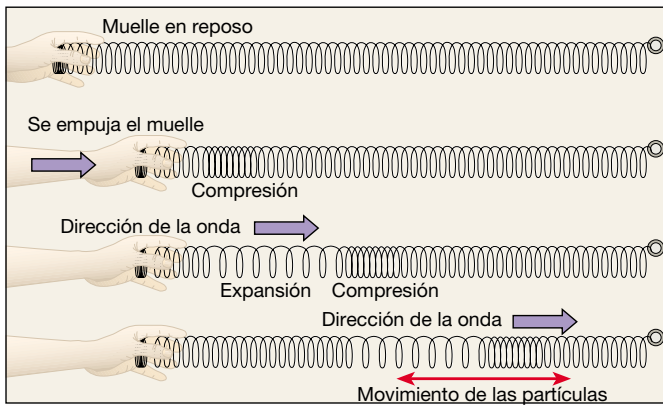 Muelle en reposo
Se empuja el muelle
Compresión
Dirección de la onda
Expansión
Compresión
Dirección de la onda
Movimiento de las partículas